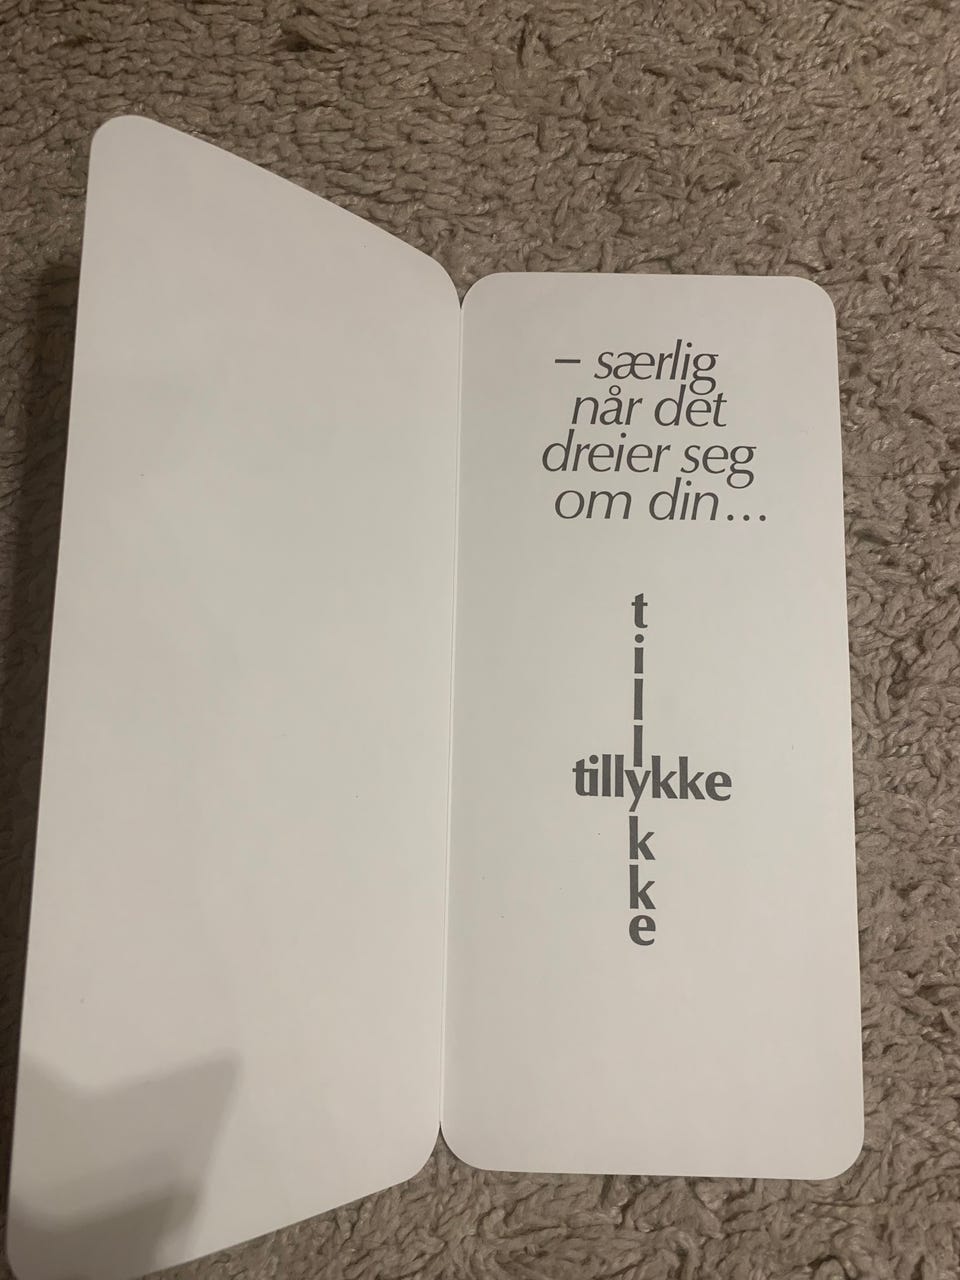 – særlig
når det
dreier seg
om din...
t
i
l
l
tillykke
k
k
e